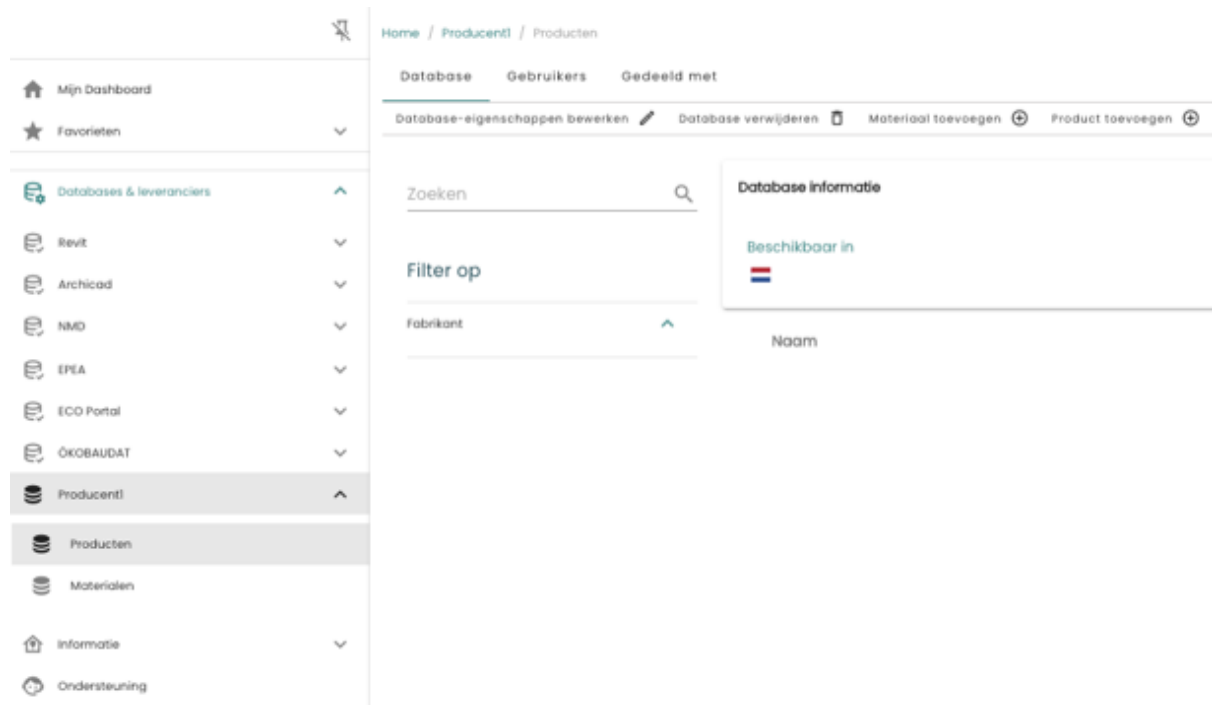 Home / Producent1 / Producten
Mijn Dashboard
Favorieten
Databases & leveranciers
Revit
Archicad
NMD
EPEA
ECO Portal
ÖKOBAUDAT
Producent1
Producten
Materialen
Informatie
Ondersteuning
Database Gebruikers Gedeeld met
Database-eigenschappen bewerken Database verwijderen Materiaal toevoegen Product toevoegen
Zoeken
Filter op
Fabrikant
Database informatie
Beschikbaar in
Naam